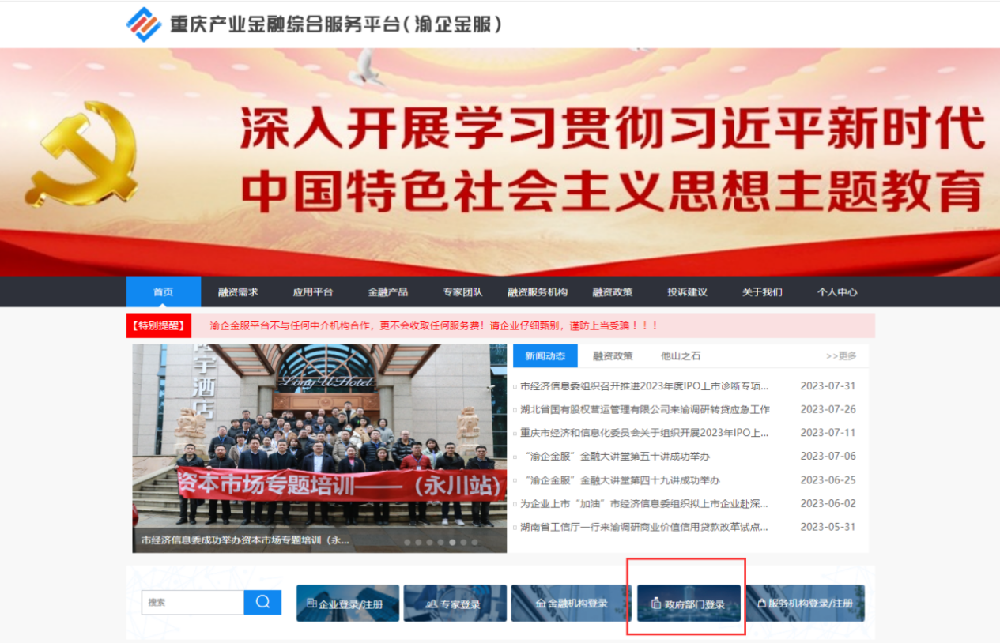 重庆产业金融综合服务平台(渝企金服)
深入开展学习贯彻习近平新时代
中国特色社会主义思想主题教育
首页 融资需求 应用平台 金融产品 专家团队 融资服务机构 融资政策 投诉建议 关于我们 个人中心
【特别提醒】 渝企金服平台不与任何中介机构合作，更不会收取任何服务费！请企业仔细甄别，谨防上当受骗！！！
新闻动态 融资政策 他山之石 >>更多
市经济信息委组织召开推进2023年度IPO上市诊断专项... 2023-07-31
湖北省国有股权营运管理有限公司来渝调研转贷应急工作 2023-07-26
重庆市经济和信息化委员会关于组织开展2023年IPO上... 2023-07-11
“渝企金服”金融大讲堂第五十讲成功举办 2023-07-06
“渝企金服”金融大讲堂第四十九讲成功举办 2023-06-25
为企业上市“加油”市经济信息委组织拟上市企业赴深... 2023-06-02
湖南省工信厅一行来渝调研商业价值信用贷款改革试点... 2023-05-31
宇酒店
Long U Hotel
资本市场专题培训——（永川站）
市经济信息委成功举办资本市场专题培训（永...
搜索 企业登录/注册 专家登录 金融机构登录 政府部门登录 服务机构登录/注册